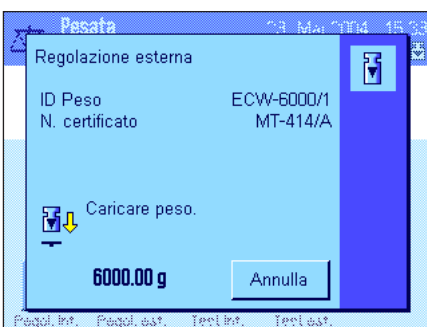 Pesata 23. Mar 2004 15:33
Regolazione esterna
ID Peso ECW-6000/1
N. certificato MT-414/A
Caricare peso.
6000.00 g Annulla
Regol. int. Regol. est. Test int. Test est.